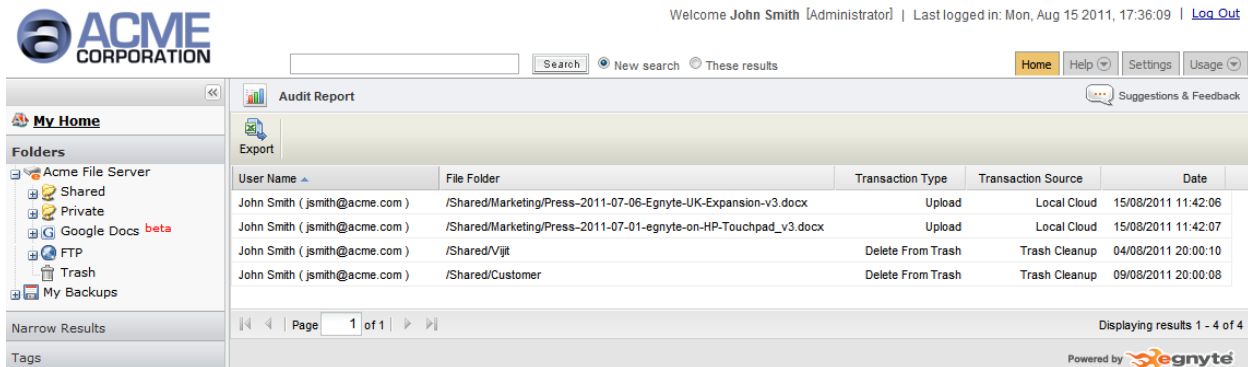 ACME
CORPORATION
Welcome John Smith [Administrator] | Last logged in: Mon, Aug 15 2011, 17:36:09 | Log Out
Search New search These results
Home Help Settings Usage
My Home
Folders
Acme File Server
Shared
Private
Google Docs beta
FTP
Trash
My Backups
Narrow Results
Tags
Audit Report
Suggestions & Feedback
Export
User Name File Folder Transaction Type Transaction Source Date
John Smith ( jsmith@acme.com ) /Shared/Marketing/Press-2011-07-06-Egnyte-UK-Expansion-v3.docx Upload Local Cloud 15/08/2011 11:42:06
John Smith ( jsmith@acme.com ) /Shared/Marketing/Press-2011-07-01-egnyte-on-HP-Touchpad_v3.docx Upload Local Cloud 15/08/2011 11:42:07
John Smith ( jsmith@acme.com ) /Shared/Vijit Delete From Trash Trash Cleanup 04/08/2011 20:00:10
John Smith ( jsmith@acme.com ) /Shared/Customer Delete From Trash Trash Cleanup 09/08/2011 20:00:08
Page 1 of 1
Displaying results 1 - 4 of 4
Powered by egnyte